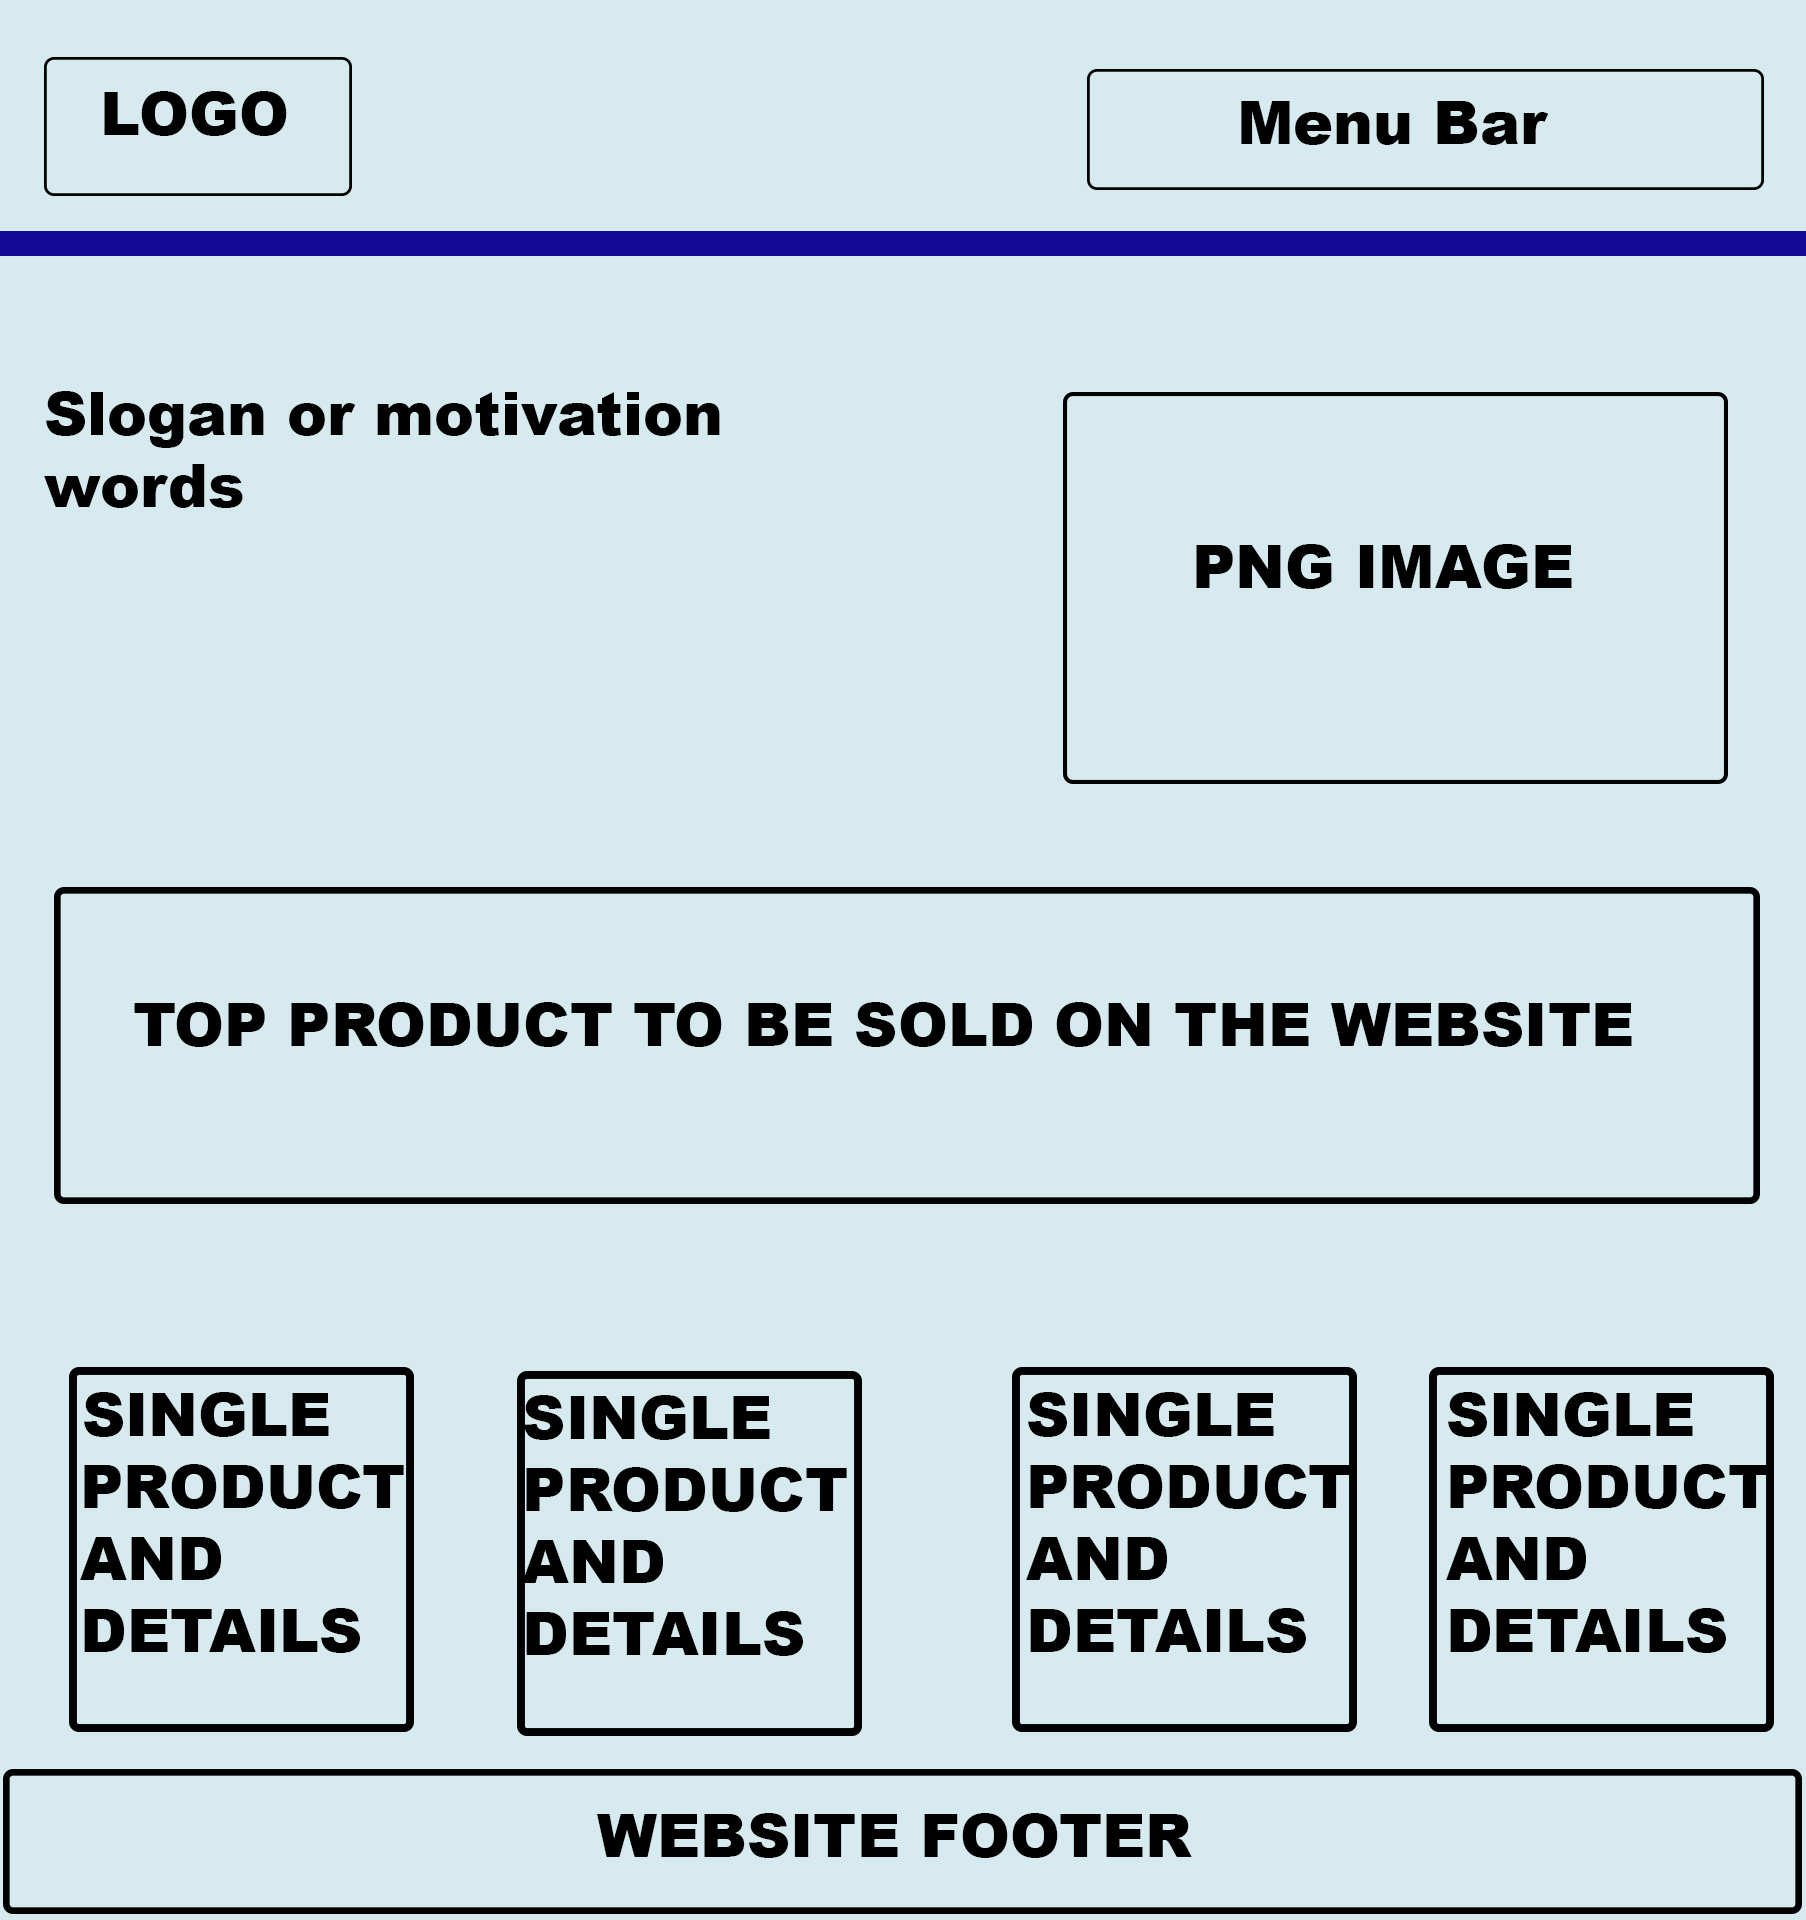 LOGO
Menu Bar
Slogan or motivation
words
PNG IMAGE
TOP PRODUCT TO BE SOLD ON THE WEBSITE
SINGLE
PRODUCT
AND
DETAILS
SINGLE
PRODUCT
AND
DETAILS
SINGLE
PRODUCT
AND
DETAILS
SINGLE
PRODUCT
AND
DETAILS
WEBSITE FOOTER